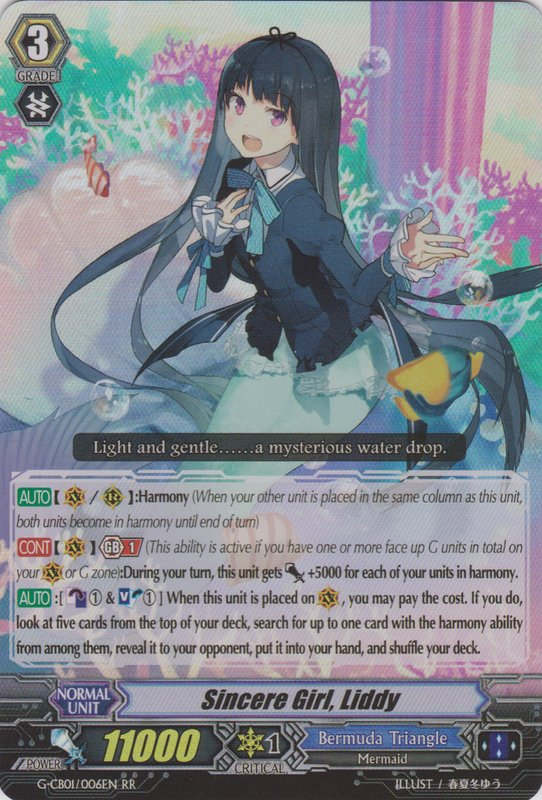 3
GRADE
Light and gentle……a mysterious water drop.
AUTO【 / 】:Harmony (When your other unit is placed in the same column as this unit,
both units become in harmony until end of turn)
CONT【 】GB 1 (This ability is active if you have one or more face up G units in total on
your or G zone):During your turn, this unit gets +5000 for each of your units in harmony.
AUTO:[ ① & ①] When this unit is placed on , you may pay the cost. If you do,
look at five cards from the top of your deck, search for up to one card with the harmony ability
from among them, reveal it to your opponent, put it into your hand, and shuffle your deck.
NORMAL
UNIT
Sincere Girl, Liddy
POWER
11000
1
CRITICAL
Bermuda Triangle
Mermaid
G-CB01/006EN RR
ILLUST / 春夏冬ゆう